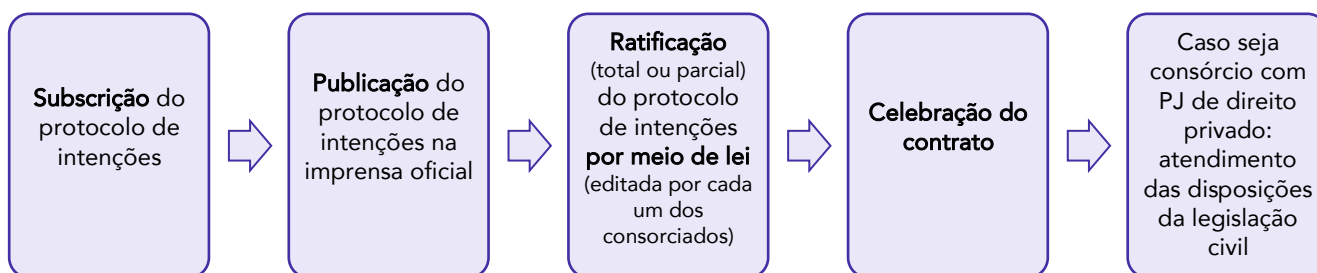 Subscrição do
protocolo de
intenções
Publicação do
protocolo de
intenções na
imprensa oficial
Ratificação
(total ou parcial)
do protocolo
de intenções
por meio de lei
(editada por cada
um dos
consorciados)
Celebração do
contrato
Caso seja
consórcio com
PJ de direito
privado:
atendimento
das disposições
da legislação
civil